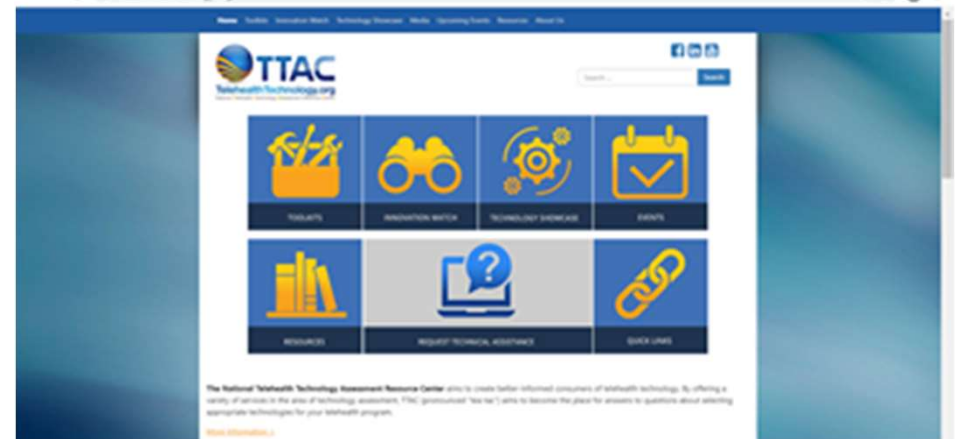 Home Toolkits Innovation Watch Technology Showcase Media Upcoming Events Resources About Us
TTAC
TelehealthTechnology.org
Search ...
Search
TOOLKITS
INNOVATION WATCH
TECHNOLOGY SHOWCASE
EVENTS
RESOURCES
REQUEST TECHNICAL ASSISTANCE
QUICK LINKS
The National Telehealth Technology Assessment Resource Center aims to create better-informed consumers of telehealth technology. By offering a
variety of services in the area of technology assessment, TTAC (pronounced "tea-tac") aims to become the place for answers to questions about selecting
appropriate technologies for your telehealth program.
More Information »